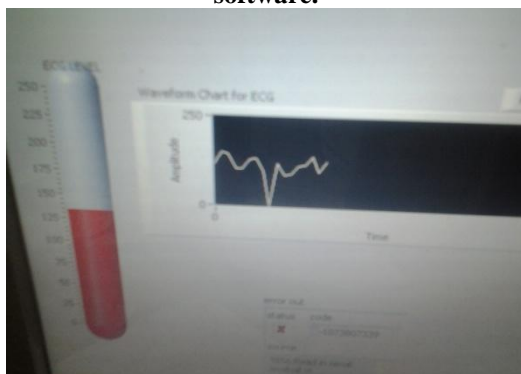 software.
ECG LEVEL
Waveform Chart for ECG
250
225
200
175
150
125
100
75
50
25
0
250
Amplitude
0
0
Time
error out
status code
source